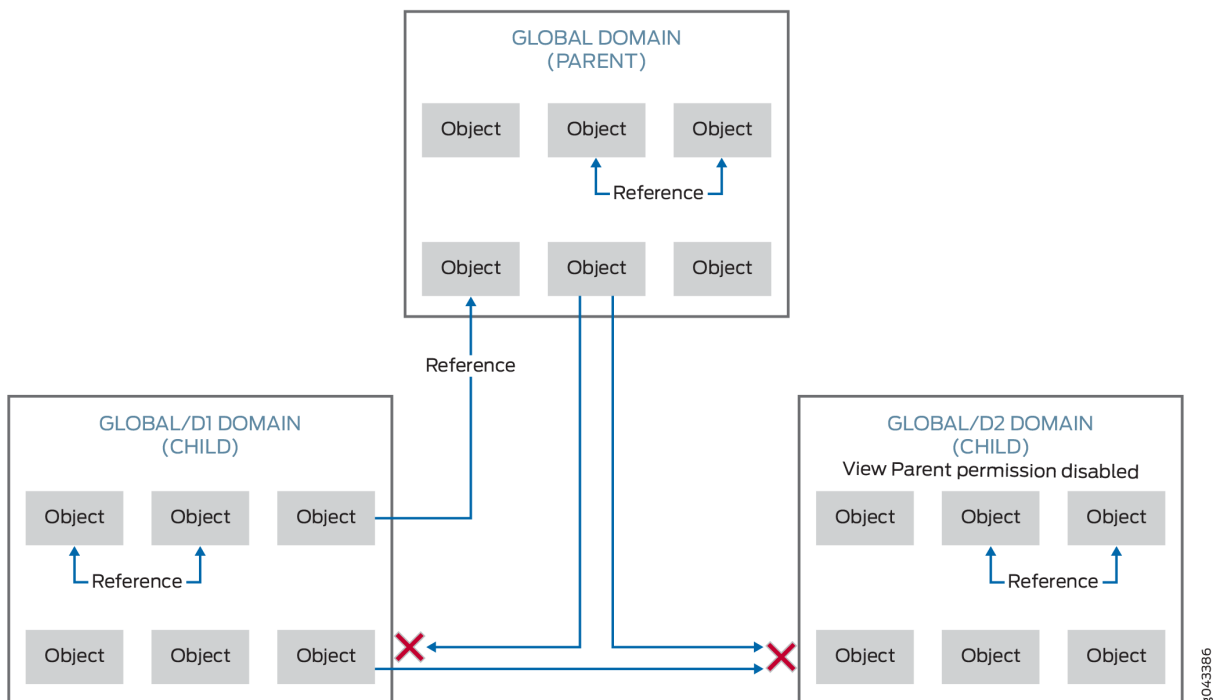 GLOBAL DOMAIN
(PARENT)
Object Object Object
Reference
Object Object Object
Reference
GLOBAL/D1 DOMAIN
(CHILD)
Object Object Object
Reference
Object Object Object
GLOBAL/D2 DOMAIN
(CHILD)
View Parent permission disabled
Object Object Object
Reference
Object Object Object